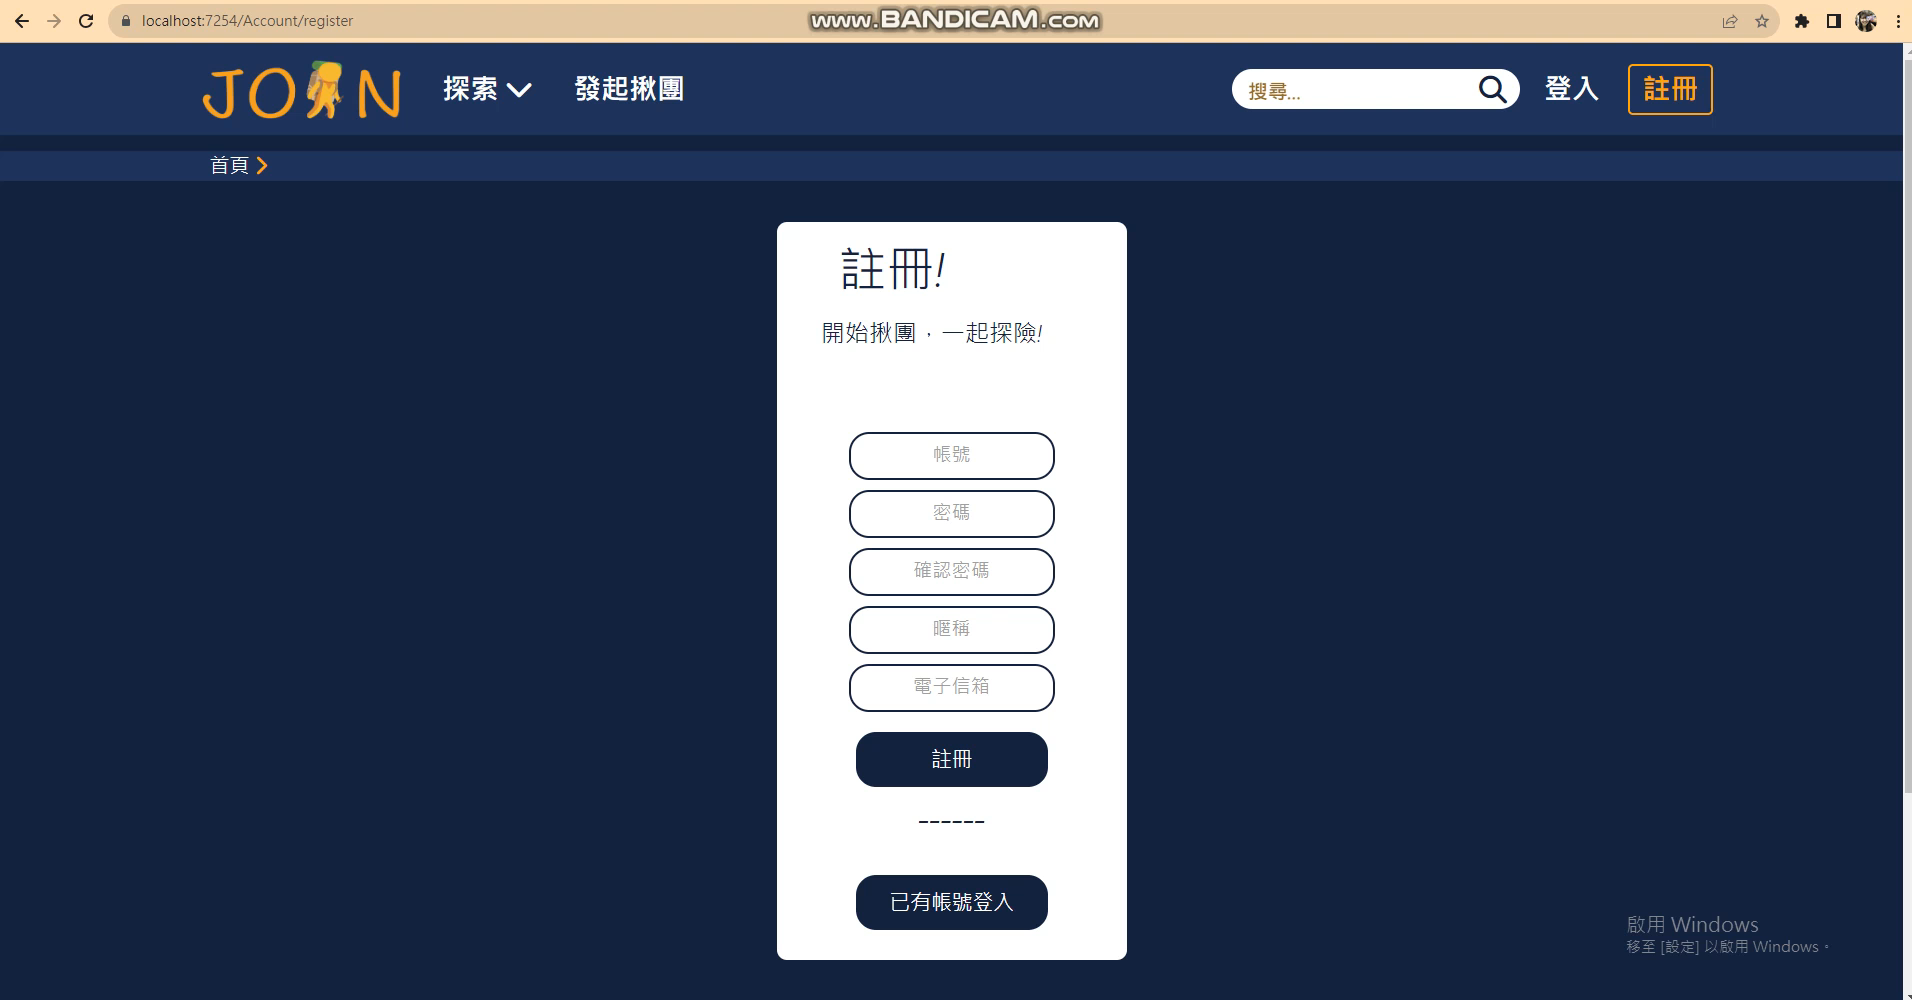 localhost:7254/Account/register
www.BANDICAM.com
JOIN
探索
發起揪團
搜尋...
登入
註冊
首頁
註冊!
開始揪團，一起探險!
帳號
密碼
確認密碼
暱稱
電子信箱
註冊
------
已有帳號登入
啟用 Windows
移至 [設定] 以啟用 Windows。